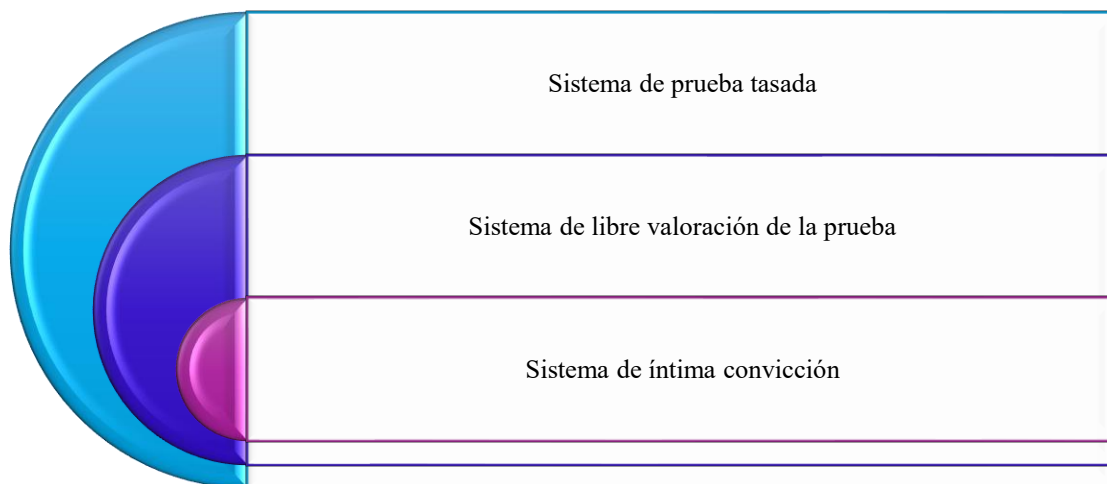 Sistema de prueba tasada
Sistema de libre valoración de la prueba
Sistema de íntima convicción